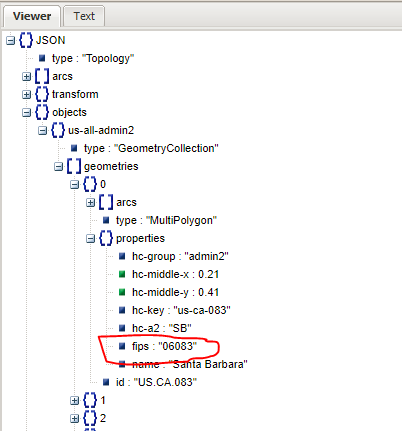 Viewer Text
JSON
type : "Topology"
arcs
transform
objects
us-all-admin2
type : "GeometryCollection"
geometries
0
arcs
type : "MultiPolygon"
properties
hc-group : "admin2"
hc-middle-x : 0.21
hc-middle-y : 0.41
hc-key : "us-ca-083"
hc-a2 : "SB"
fips : "06083"
name : "Santa Barbara"
id : "US.CA.083"
1
2